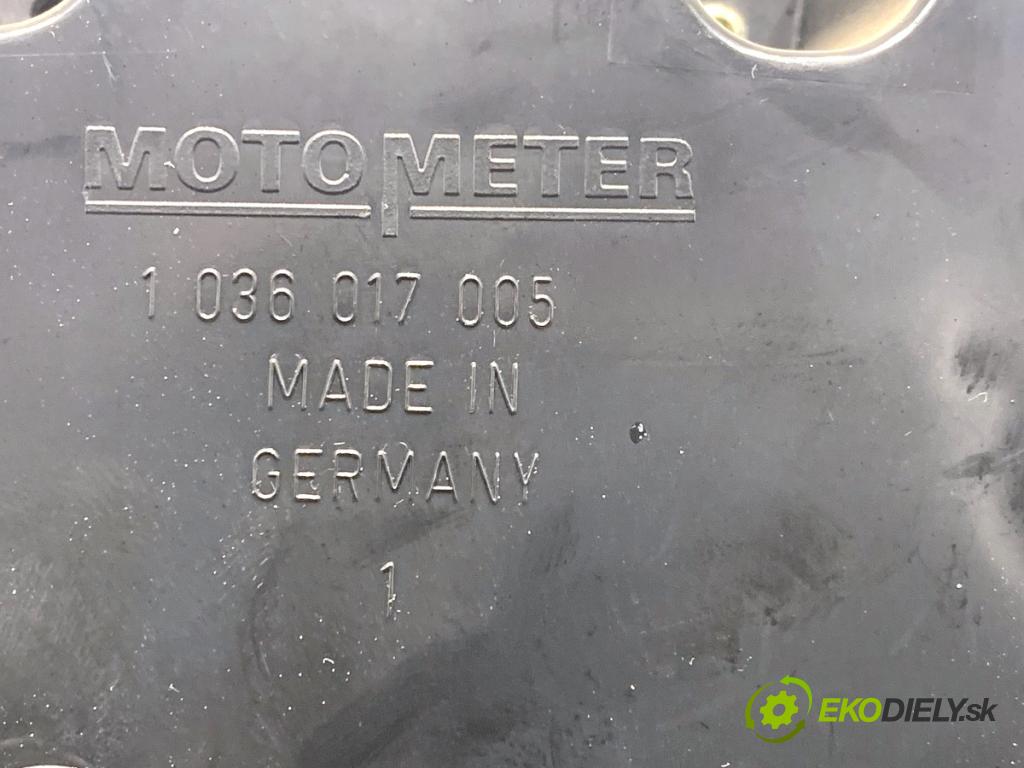 MOTOMETER
1 036 017 005
MADE IN
GERMANY
1
EKODIELY.sk